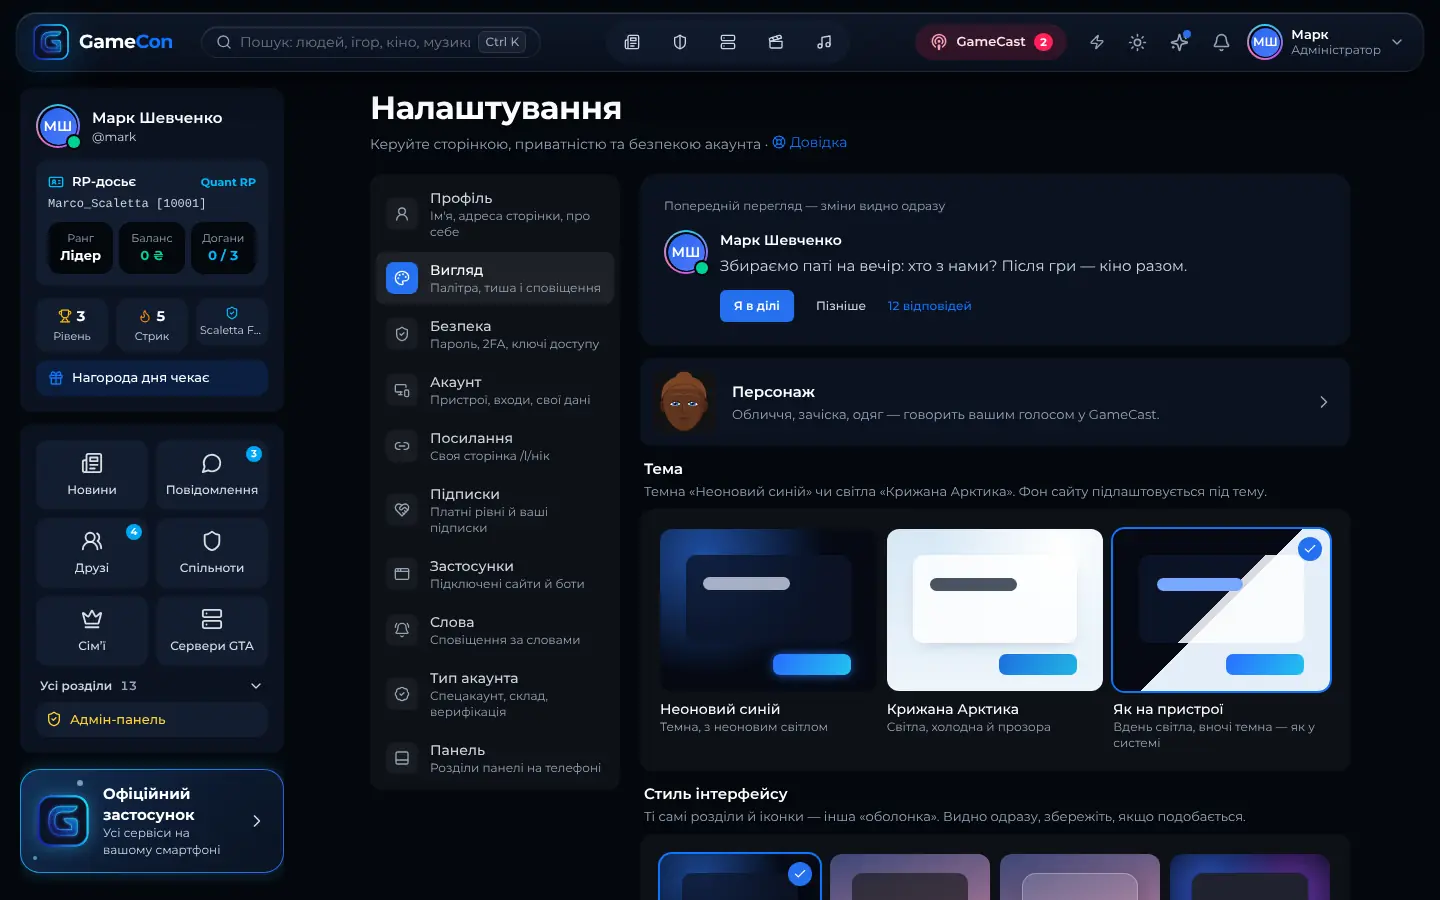 GameCon
Пошук: людей, ігор, кіно, музики
Ctrl K
GameCast 2
МШ
Марк
Адміністратор
МШ
Марк Шевченко
@mark
RP-досьє
Quant RP
Marco_Scaletta [10001]
Ранг
Лідер
Баланс
0 ₴
Догани
0 / 3
3
Рівень
5
Стрик
Scaletta F...
Нагорода дня чекає
Новини
3
Повідомлення
4
Друзі
Спільноти
Сім'ї
Сервери GTA
Усі розділи 13
Адмін-панель
Офіційний
застосунок
Усі сервіси на
вашому смартфоні
Налаштування
Керуйте сторінкою, приватністю та безпекою акаунта · Довідка
Профіль
Ім'я, адреса сторінки, про
себе
Вигляд
Палітра, тиша і сповіщення
Безпека
Пароль, 2FA, ключі доступу
Акаунт
Пристрої, входи, свої дані
Посилання
Своя сторінка /l/нік
Підписки
Платні рівні й ваші
підписки
Застосунки
Підключені сайти й боти
Слова
Сповіщення за словами
Тип акаунта
Спецакаунт, склад,
верифікація
Панель
Розділи панелі на телефоні
Попередній перегляд — зміни видно одразу
МШ
Марк Шевченко
Збираємо паті на вечір: хто з нами? Після гри — кіно разом.
Я в ділі
Пізніше
12 відповідей
Персонаж
Обличчя, зачіска, одяг — говорить вашим голосом у GameCast.
Тема
Темна «Неоновий синій» чи світла «Крижана Арктика». Фон сайту підлаштовується під тему.
Неоновий синій
Темна, з неоновим світлом
Крижана Арктика
Світла, холодна й прозора
Як на пристрої
Вдень світла, вночі темна — як у
системі
Стиль інтерфейсу
Ті самі розділи й іконки — інша «оболонка». Видно одразу, збережіть, якщо подобається.